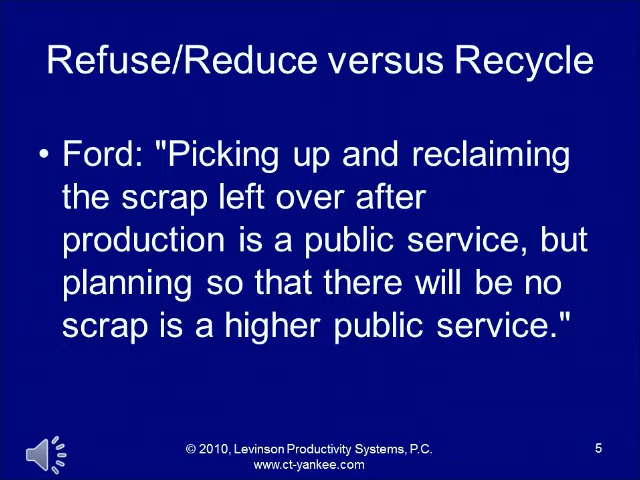 Refuse/Reduce versus Recycle
• Ford: "Picking up and reclaiming
the scrap left over after
production is a public service, but
planning so that there will be no
scrap is a higher public service."
© 2010, Levinson Productivity Systems, P.C.
www.ct-yankee.com
5